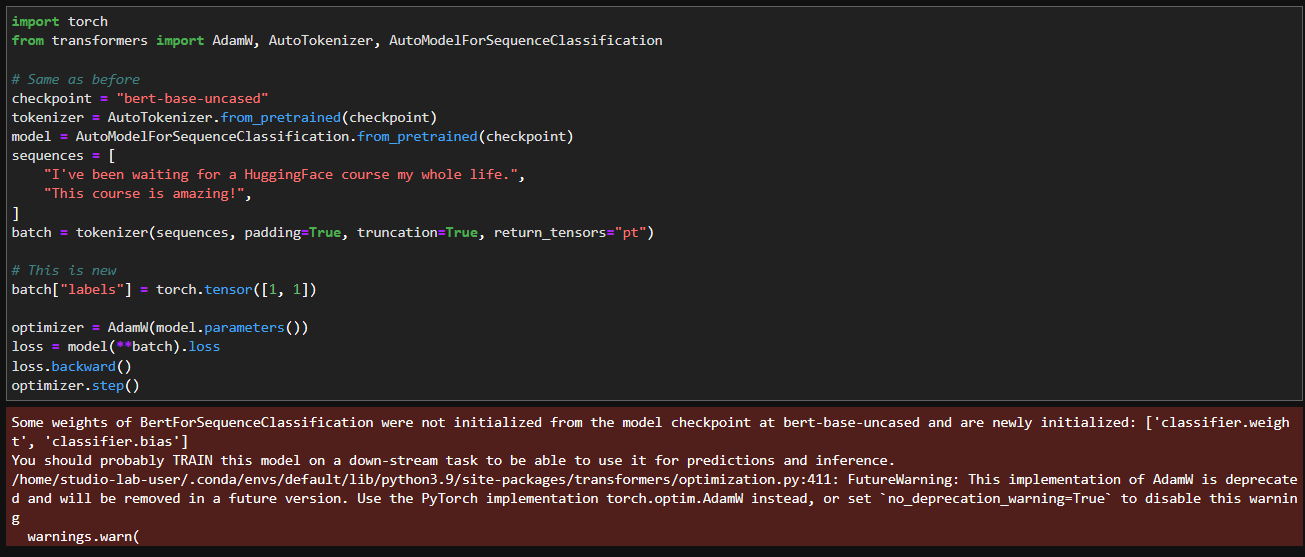 import torch
from transformers import AdamW, AutoTokenizer, AutoModelForSequenceClassification

# Same as before
checkpoint = "bert-base-uncased"
tokenizer = AutoTokenizer.from_pretrained(checkpoint)
model = AutoModelForSequenceClassification.from_pretrained(checkpoint)
sequences = [
    "I've been waiting for a HuggingFace course my whole life.",
    "This course is amazing!",
]
batch = tokenizer(sequences, padding=True, truncation=True, return_tensors="pt")

# This is new
batch["labels"] = torch.tensor([1, 1])

optimizer = AdamW(model.parameters())
loss = model(**batch).loss
loss.backward()
optimizer.step()
Some weights of BertForSequenceClassification were not initialized from the model checkpoint at bert-base-uncased and are newly initialized: ['classifier.weigh
t', 'classifier.bias']
You should probably TRAIN this model on a down-stream task to be able to use it for predictions and inference.
/home/studio-lab-user/.conda/envs/default/lib/python3.9/site-packages/transformers/optimization.py:411: FutureWarning: This implementation of AdamW is deprecate
d and will be removed in a future version. Use the PyTorch implementation torch.optim.AdamW instead, or set `no_deprecation_warning=True` to disable this warnin
g
  warnings.warn(